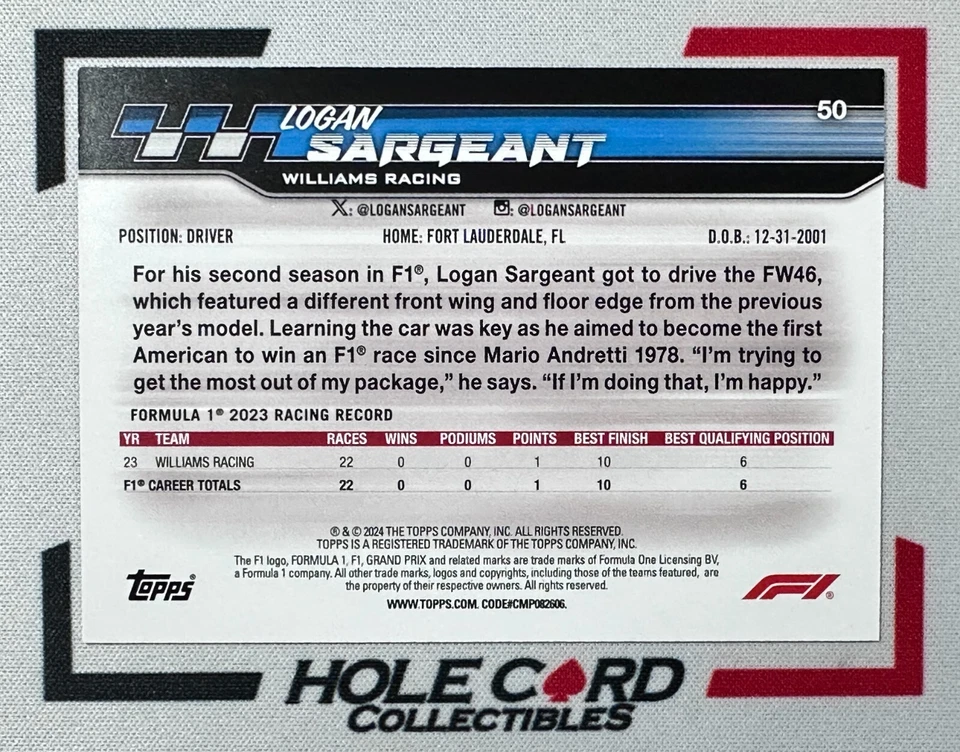 50
LOGAN
SARGEANT
WILLIAMS RACING
X: @LOGANSARGEANT : @LOGANSARGEANT
POSITION: DRIVER HOME: FORT LAUDERDALE, FL D.O.B.: 12-31-2001
For his second season in F1®, Logan Sargeant got to drive the FW46,
which featured a different front wing and floor edge from the previous
year's model. Learning the car was key as he aimed to become the first
American to win an F1® race since Mario Andretti 1978. “I'm trying to
get the most out of my package,” he says. “If I'm doing that, I'm happy.”
FORMULA 1® 2023 RACING RECORD
YR TEAM RACES WINS PODIUMS POINTS BEST FINISH BEST QUALIFYING POSITION
23 WILLIAMS RACING 22 0 0 1 10 6
F1® CAREER TOTALS 22 0 0 1 10 6
® & © 2024 THE TOPPS COMPANY, INC. ALL RIGHTS RESERVED.
TOPPS IS A REGISTERED TRADEMARK OF THE TOPPS COMPANY, INC.
The F1 logo, FORMULA 1, F1, GRAND PRIX and related marks are trade marks of Formula One Licensing BV,
a Formula 1 company. All other trade marks, logos and copyrights, including those of the teams featured, are
the property of their respective owners. All rights reserved.
WWW.TOPPS.COM. CODE#CMP082606.
Topps®
F1®
HOLE CARD
COLLECTIBLES